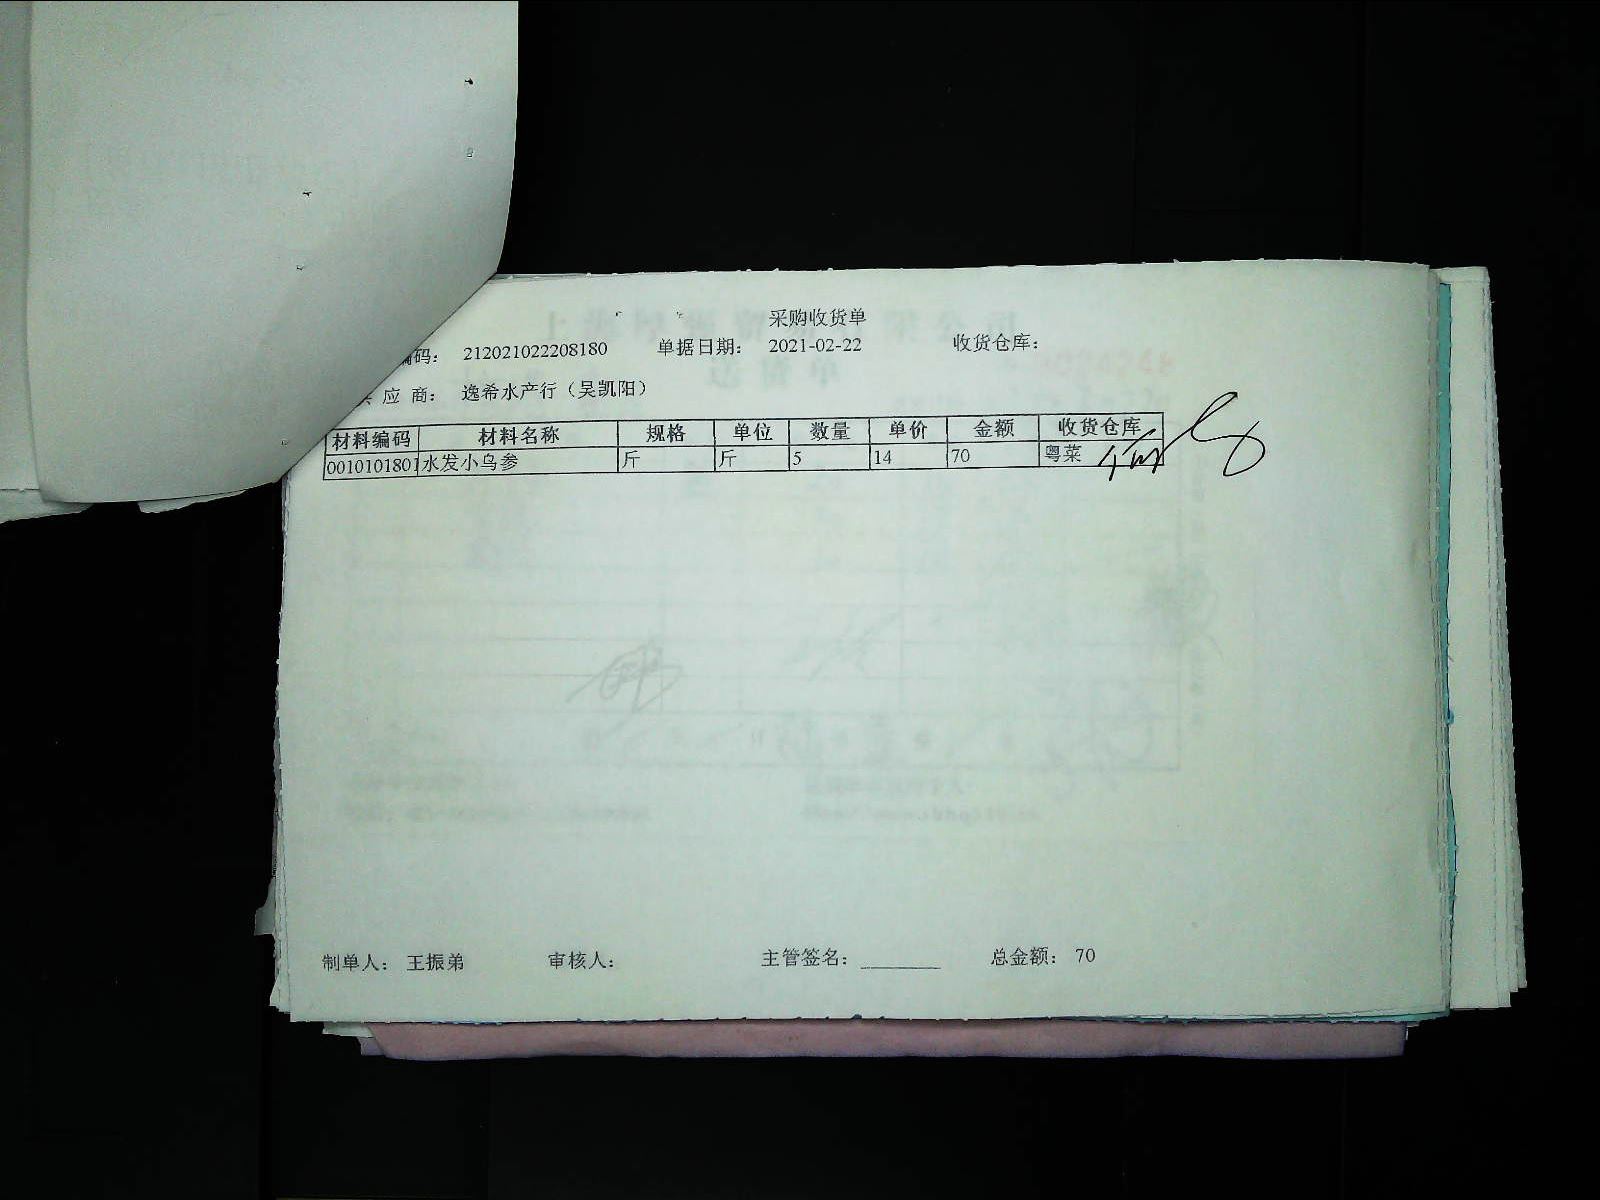 采购收货单
编码： 212021022208180 单据日期： 2021-02-22 收货仓库：
应 商： 逸希水产行（吴凯阳）
材料编码 材料名称 规格 单位 数量 单价 金额 收货仓库
0010101801 水发小乌参 斤 斤 5 14 70 粤菜
制单人： 王振弟 审核人： 主管签名： 总金额： 70